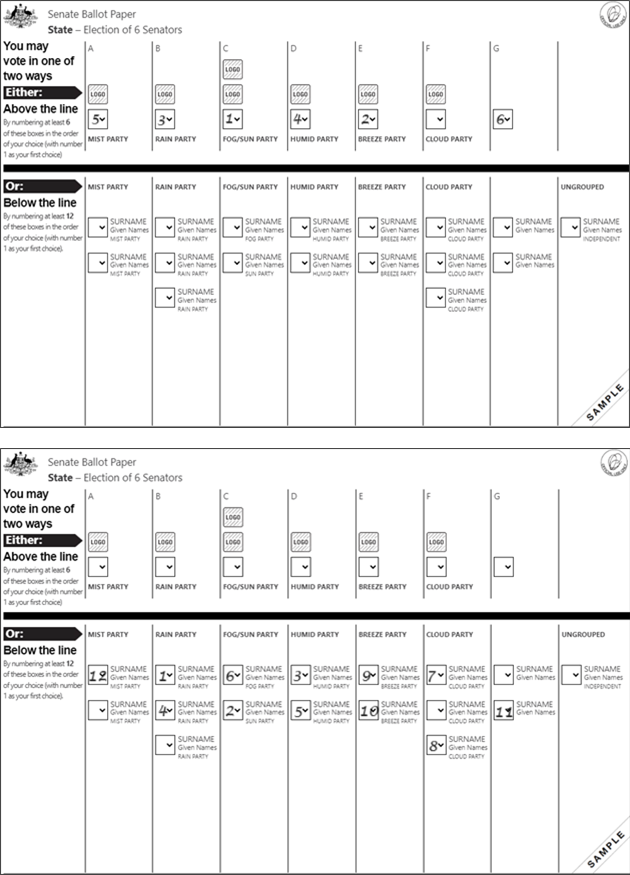 Senate Ballot Paper
State – Election of 6 Senators
You may
vote in one of
two ways
Either:
Above the line
By numbering at least 6
of these boxes in the order
of your choice (with number
1 as your first choice)
A B C D E F G
LOGO
LOGO LOGO LOGO LOGO LOGO LOGO
5 3 1 4 2 6
MIST PARTY RAIN PARTY FOG/SUN PARTY HUMID PARTY BREEZE PARTY CLOUD PARTY
Or:
Below the line
By numbering at least 12
of these boxes in the order
of your choice (with number
1 as your first choice).
MIST PARTY RAIN PARTY FOG/SUN PARTY HUMID PARTY BREEZE PARTY CLOUD PARTY UNGROUPED
SURNAME SURNAME SURNAME SURNAME SURNAME SURNAME SURNAME SURNAME
Given Names Given Names Given Names Given Names Given Names Given Names Given Names Given Names
MIST PARTY RAIN PARTY FOG PARTY HUMID PARTY BREEZE PARTY CLOUD PARTY INDEPENDENT
SURNAME SURNAME SURNAME SURNAME SURNAME SURNAME SURNAME
Given Names Given Names Given Names Given Names Given Names Given Names Given Names
MIST PARTY RAIN PARTY SUN PARTY HUMID PARTY BREEZE PARTY CLOUD PARTY
SURNAME SURNAME
Given Names Given Names
RAIN PARTY CLOUD PARTY
SAMPLE
Senate Ballot Paper
State – Election of 6 Senators
You may
vote in one of
two ways
Either:
Above the line
By numbering at least 6
of these boxes in the order
of your choice (with number
1 as your first choice)
A B C D E F G
LOGO
LOGO LOGO LOGO LOGO LOGO LOGO
MIST PARTY RAIN PARTY FOG/SUN PARTY HUMID PARTY BREEZE PARTY CLOUD PARTY
Or:
Below the line
By numbering at least 12
of these boxes in the order
of your choice (with number
1 as your first choice).
MIST PARTY RAIN PARTY FOG/SUN PARTY HUMID PARTY BREEZE PARTY CLOUD PARTY UNGROUPED
12 SURNAME 1 SURNAME 6 SURNAME 3 SURNAME 9 SURNAME 7 SURNAME SURNAME SURNAME
Given Names Given Names Given Names Given Names Given Names Given Names Given Names Given Names
MIST PARTY RAIN PARTY FOG PARTY HUMID PARTY BREEZE PARTY CLOUD PARTY INDEPENDENT
SURNAME 4 SURNAME 2 SURNAME 5 SURNAME 10 SURNAME SURNAME 11 SURNAME
Given Names Given Names Given Names Given Names Given Names Given Names Given Names
MIST PARTY RAIN PARTY SUN PARTY HUMID PARTY BREEZE PARTY CLOUD PARTY
SURNAME 8 SURNAME
Given Names Given Names
RAIN PARTY CLOUD PARTY
SAMPLE